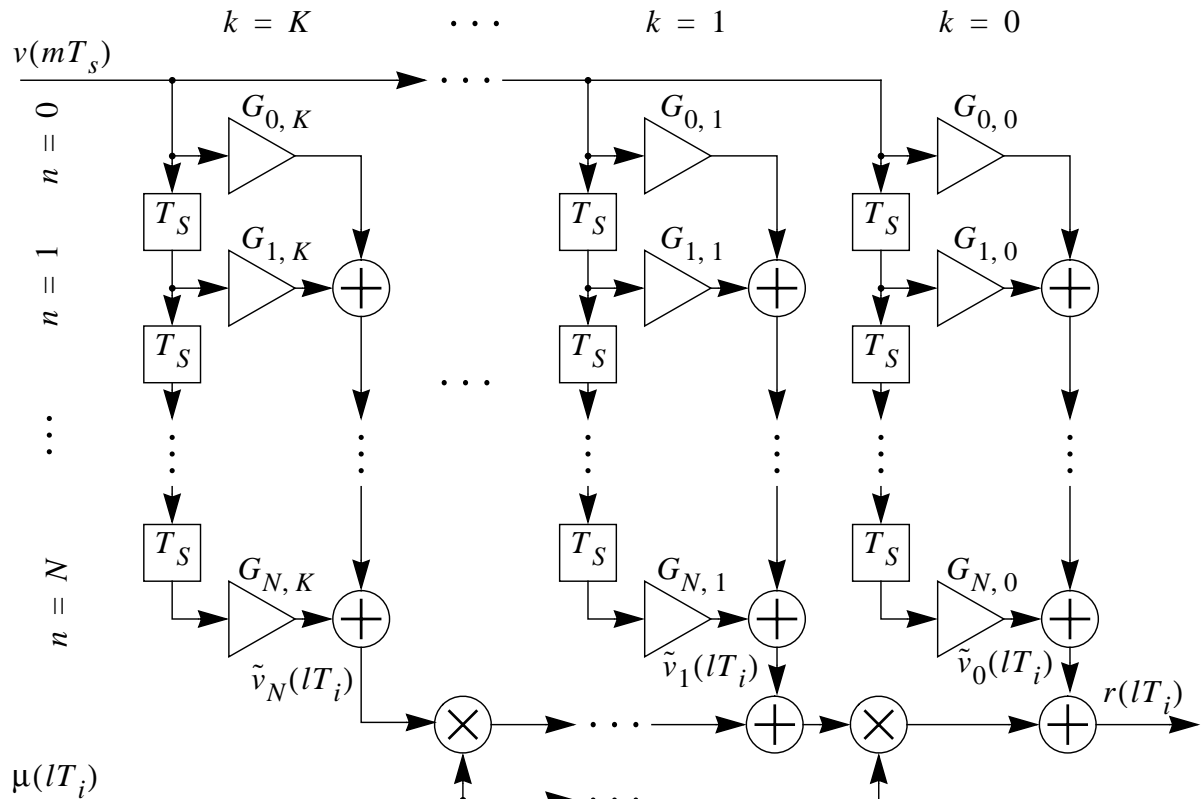 k = K · · · k = 1 k = 0
v(mT_s) · · ·
n = 0
G_{0, K} G_{0, 1} G_{0, 0}
T_S T_S T_S
n = 1
G_{1, K} G_{1, 1} G_{1, 0}
T_S T_S T_S
· · ·
· · ·
T_S T_S T_S
n = N
G_{N, K} G_{N, 1} G_{N, 0}
ṽ_N(lT_i) ṽ_1(lT_i) ṽ_0(lT_i)
· · · r(lT_i)
μ(lT_i) · · ·